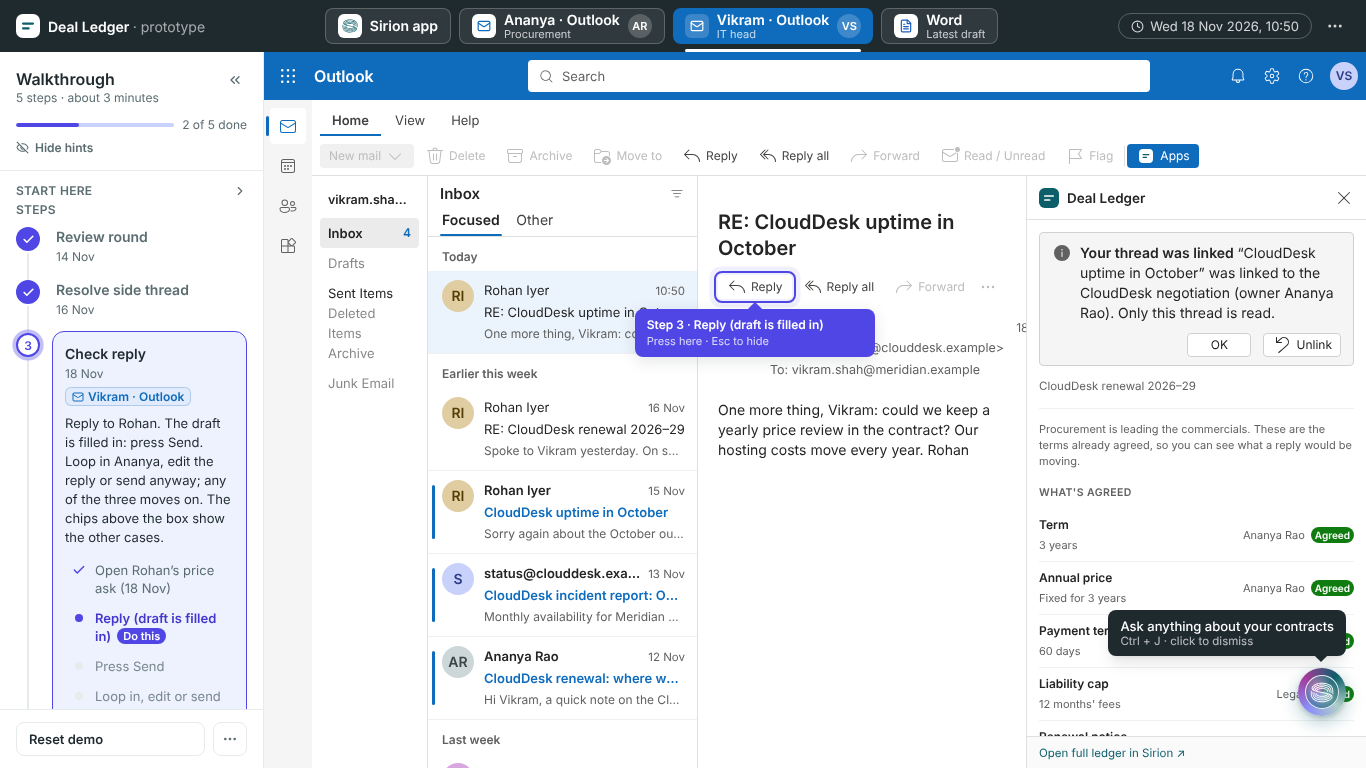 Deal Ledger · prototype
Sirion app
Ananya · Outlook
Procurement
AR
Vikram · Outlook
IT head
VS
Word
Latest draft
Wed 18 Nov 2026, 10:50
Walkthrough
5 steps · about 3 minutes
2 of 5 done
Hide hints
START HERE
STEPS
Review round
14 Nov
Resolve side thread
16 Nov
3
Check reply
18 Nov
Vikram · Outlook
Reply to Rohan. The draft
is filled in: press Send.
Loop in Ananya, edit the
reply or send anyway; any
of the three moves on. The
chips above the box show
the other cases.
Open Rohan's price
ask (18 Nov)
Reply (draft is filled
in) Do this
Press Send
Loop in, edit or send
Reset demo
Outlook
Search
VS
Home
View
Help
New mail
Delete
Archive
Move to
Reply
Reply all
Forward
Read / Unread
Flag
Apps
vikram.sha...
Inbox 4
Drafts
Sent Items
Deleted
Items
Archive
Junk Email
Inbox
Focused
Other
Today
RI
Rohan Iyer 10:50
RE: CloudDesk uptime in O
One more thing, Vikram: co
Earlier this week
RI
Rohan Iyer 16 Nov
RE: CloudDesk renewal 2026–29
Spoke to Vikram yesterday. On s...
RI
Rohan Iyer 15 Nov
CloudDesk uptime in October
Sorry again about the October ou...
S
status@clouddesk.exa... 13 Nov
CloudDesk incident report: O...
Monthly availability for Meridian ...
AR
Ananya Rao 12 Nov
CloudDesk renewal: where w...
Hi Vikram, a quick note on the Cl...
Last week
RE: CloudDesk uptime in
October
Reply
Reply all
Forward
Step 3 · Reply (draft is filled in)
Press here · Esc to hide
18
@clouddesk.example>
To: vikram.shah@meridian.example
One more thing, Vikram: could we keep a
yearly price review in the contract? Our
hosting costs move every year. Rohan
Deal Ledger
Your thread was linked “CloudDesk
uptime in October” was linked to the
CloudDesk negotiation (owner Ananya
Rao). Only this thread is read.
OK
Unlink
CloudDesk renewal 2026–29
Procurement is leading the commercials. These are the
terms already agreed, so you can see what a reply would be
moving.
WHAT'S AGREED
Term
3 years
Ananya Rao Agreed
Annual price
Fixed for 3 years
Ananya Rao Agreed
Payment ter
60 days
Ask anything about your contracts
Ctrl + J · click to dismiss
Liability cap
12 months' fees
Lega
Open full ledger in Sirion ↗